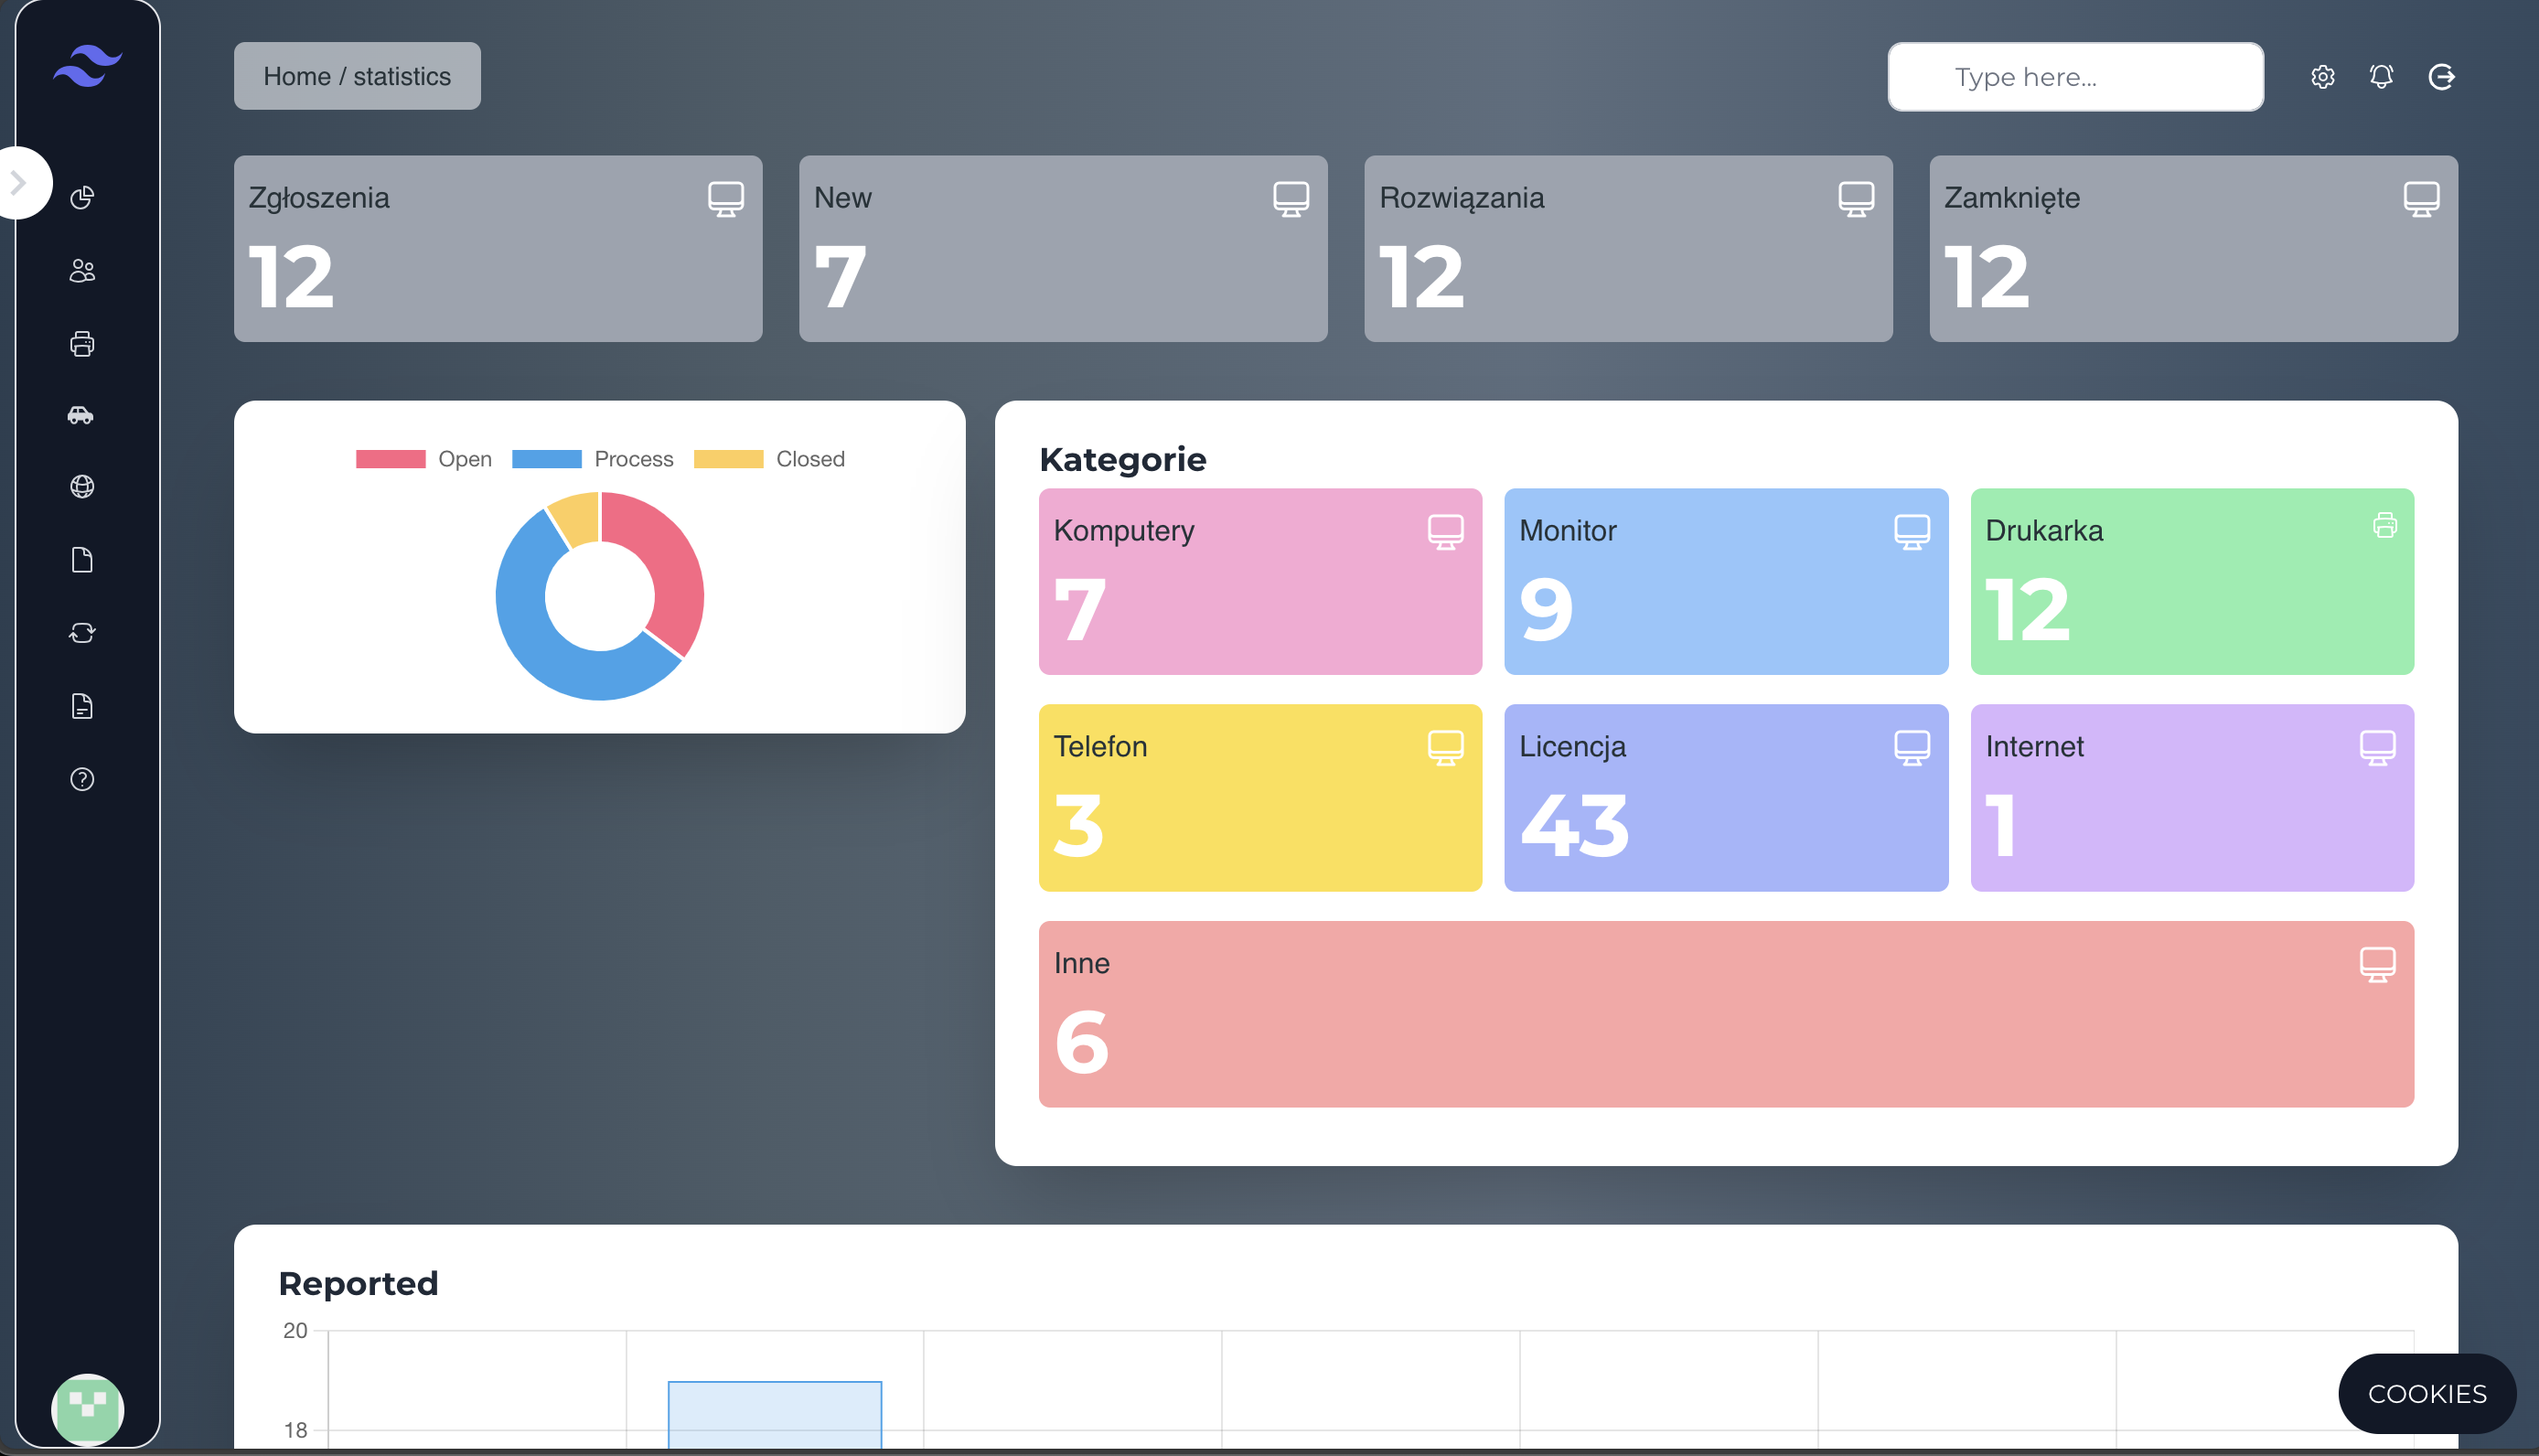 Home / statistics
Type here...
Zgłoszenia
12
New
7
Rozwiązania
12
Zamknięte
12
Open
Process
Closed
Kategorie
Komputery
7
Monitor
9
Drukarka
12
Telefon
3
Licencja
43
Internet
1
Inne
6
Reported
20
18
COOKIES